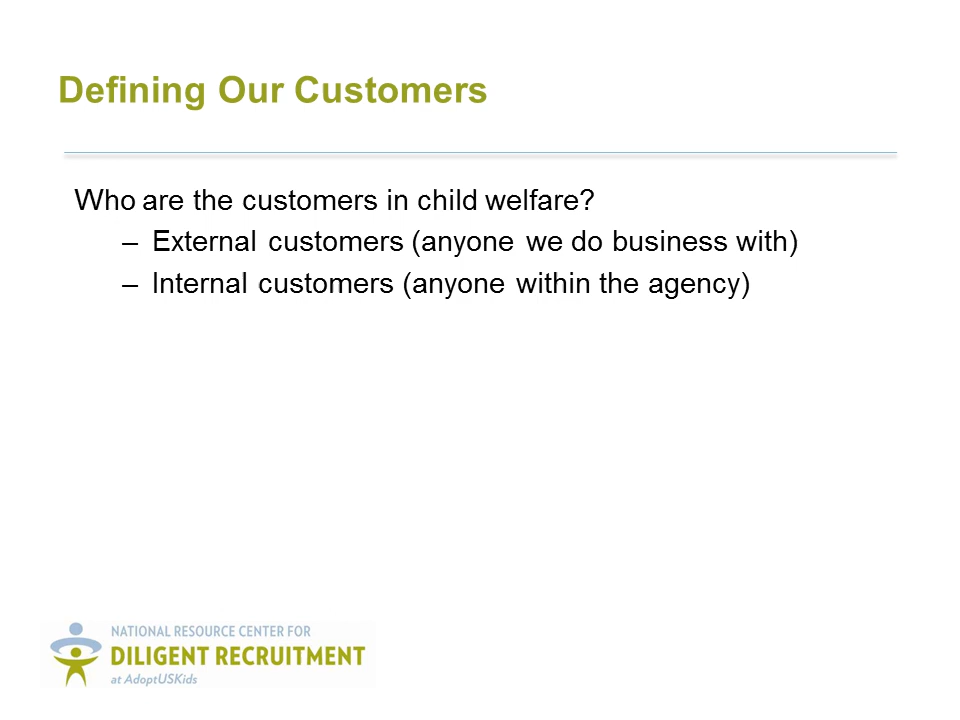 Defining Our Customers
Who are the customers in child welfare?
– External customers (anyone we do business with)
– Internal customers (anyone within the agency)
NATIONAL RESOURCE CENTER FOR
DILIGENT RECRUITMENT
at AdoptUSKids